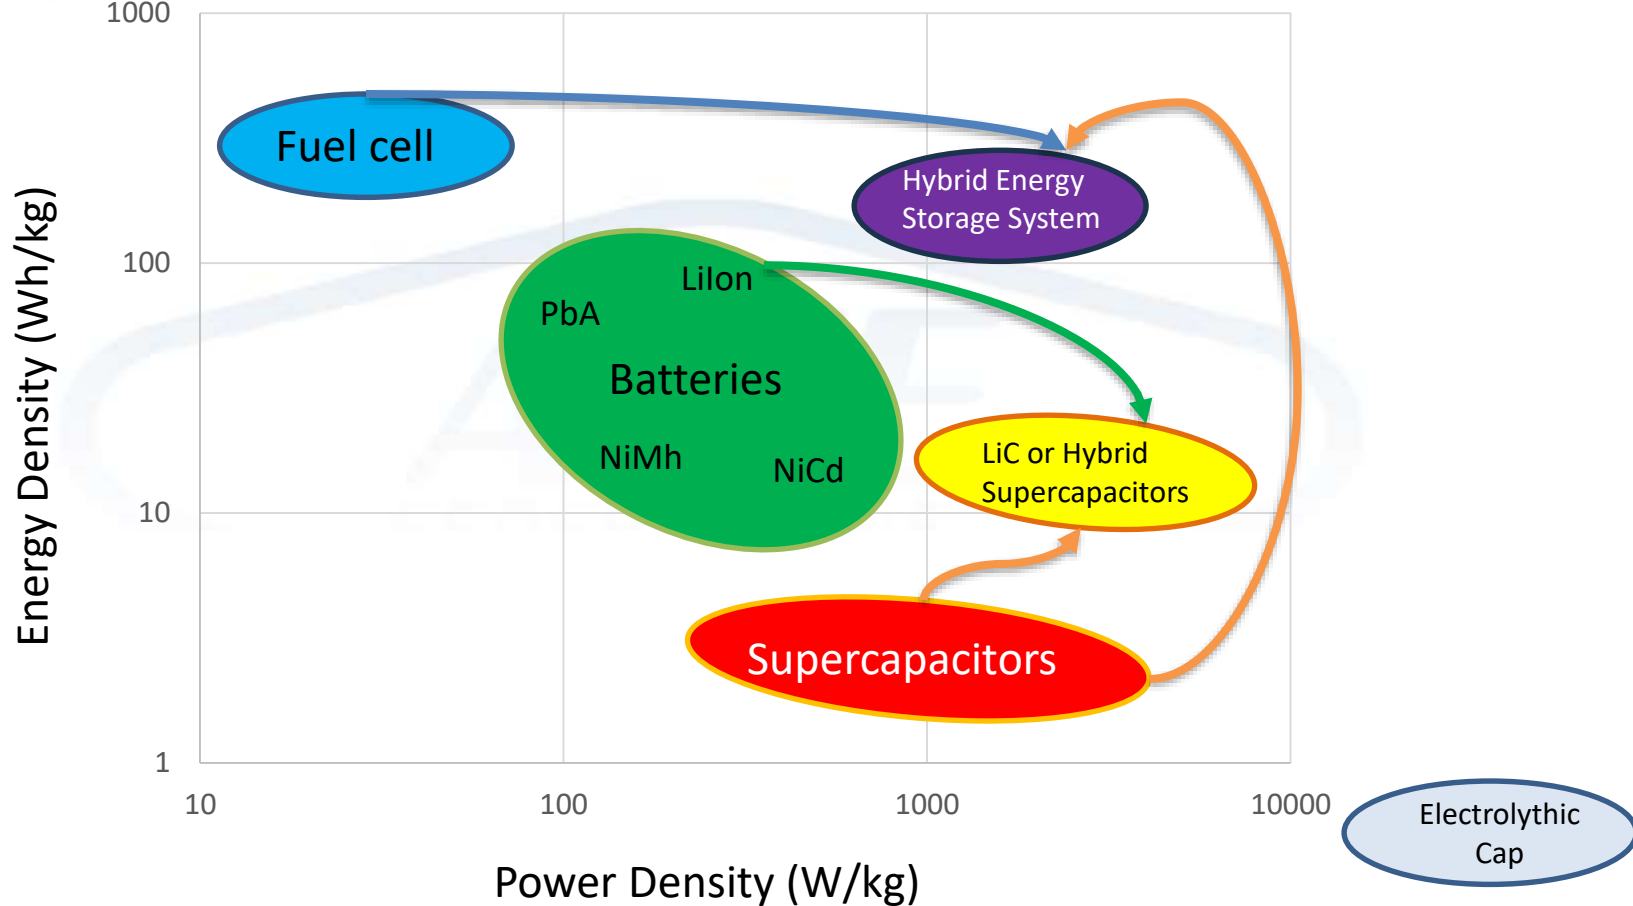 1000
Fuel cell
Hybrid Energy
Storage System
100
LiIon
PbA
Batteries
NiMh
NiCd
LiC or Hybrid
Supercapacitors
10
Supercapacitors
1
10
100
1000
10000
Electrolythic
Cap
Energy Density (Wh/kg)
Power Density (W/kg)